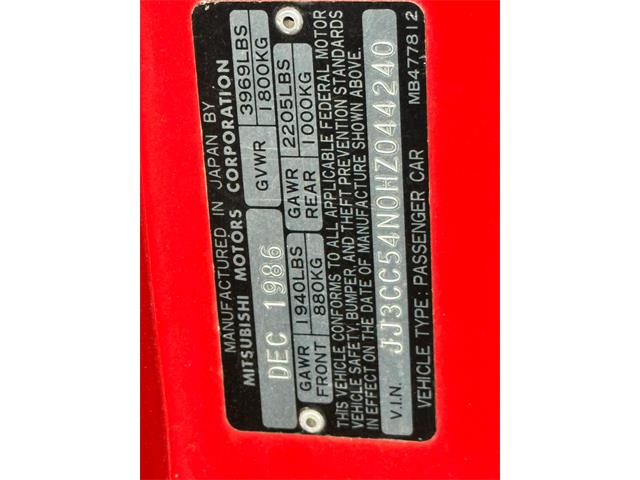 MANUFACTURED IN JAPAN BY
MITSUBISHI MOTORS CORPORATION
DEC 1986 GVWR 3969LBS 1800KG
GAWR FRONT 1940LBS 880KG GAWR REAR 2205LBS 1000KG
THIS VEHICLE CONFORMS TO ALL APPLICABLE FEDERAL MOTOR
VEHICLE SAFETY, BUMPER, AND THEFT PREVENTION STANDARDS
IN EFFECT ON THE DATE OF MANUFACTURE SHOWN ABOVE.
V.I.N. JJ3CC54N0HZ044240
VEHICLE TYPE: PASSENGER CAR MB477812